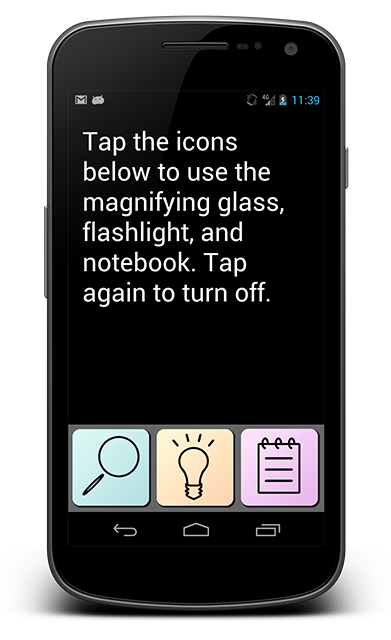 11:39
Tap the icons
below to use the
magnifying glass,
flashlight, and
notebook. Tap
again to turn off.